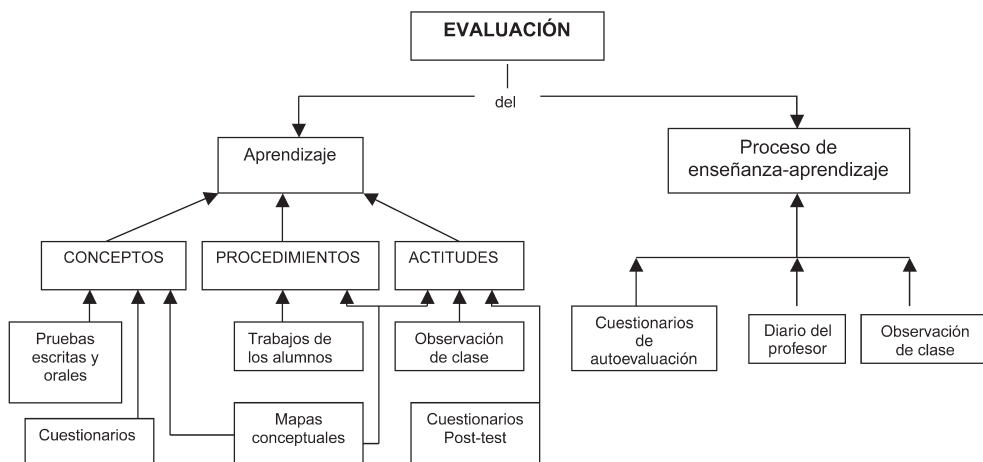 EVALUACIÓN
del
Aprendizaje
Proceso de
enseñanza-aprendizaje
CONCEPTOS
PROCEDIMIENTOS
ACTITUDES
Pruebas
escritas y
orales
Trabajos de
los alumnos
Observación
de clase
Cuestionarios
de
autoevaluación
Diario del
profesor
Observación
de clase
Cuestionarios
Mapas
conceptuales
Cuestionarios
Post-test